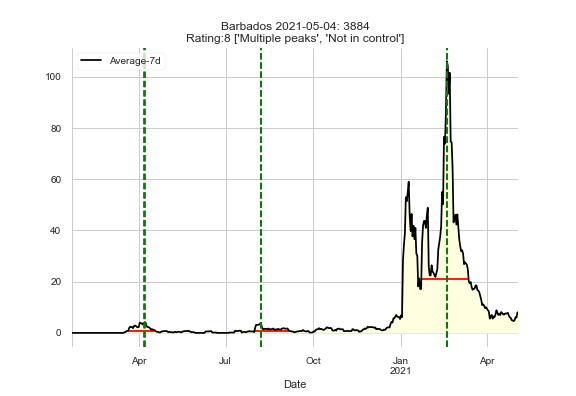 Barbados 2021-05-04: 3884
Rating:8 ['Multiple peaks', 'Not in control']
Average-7d
100
80
60
40
20
0
Apr Jul Oct Jan Apr
2021
Date